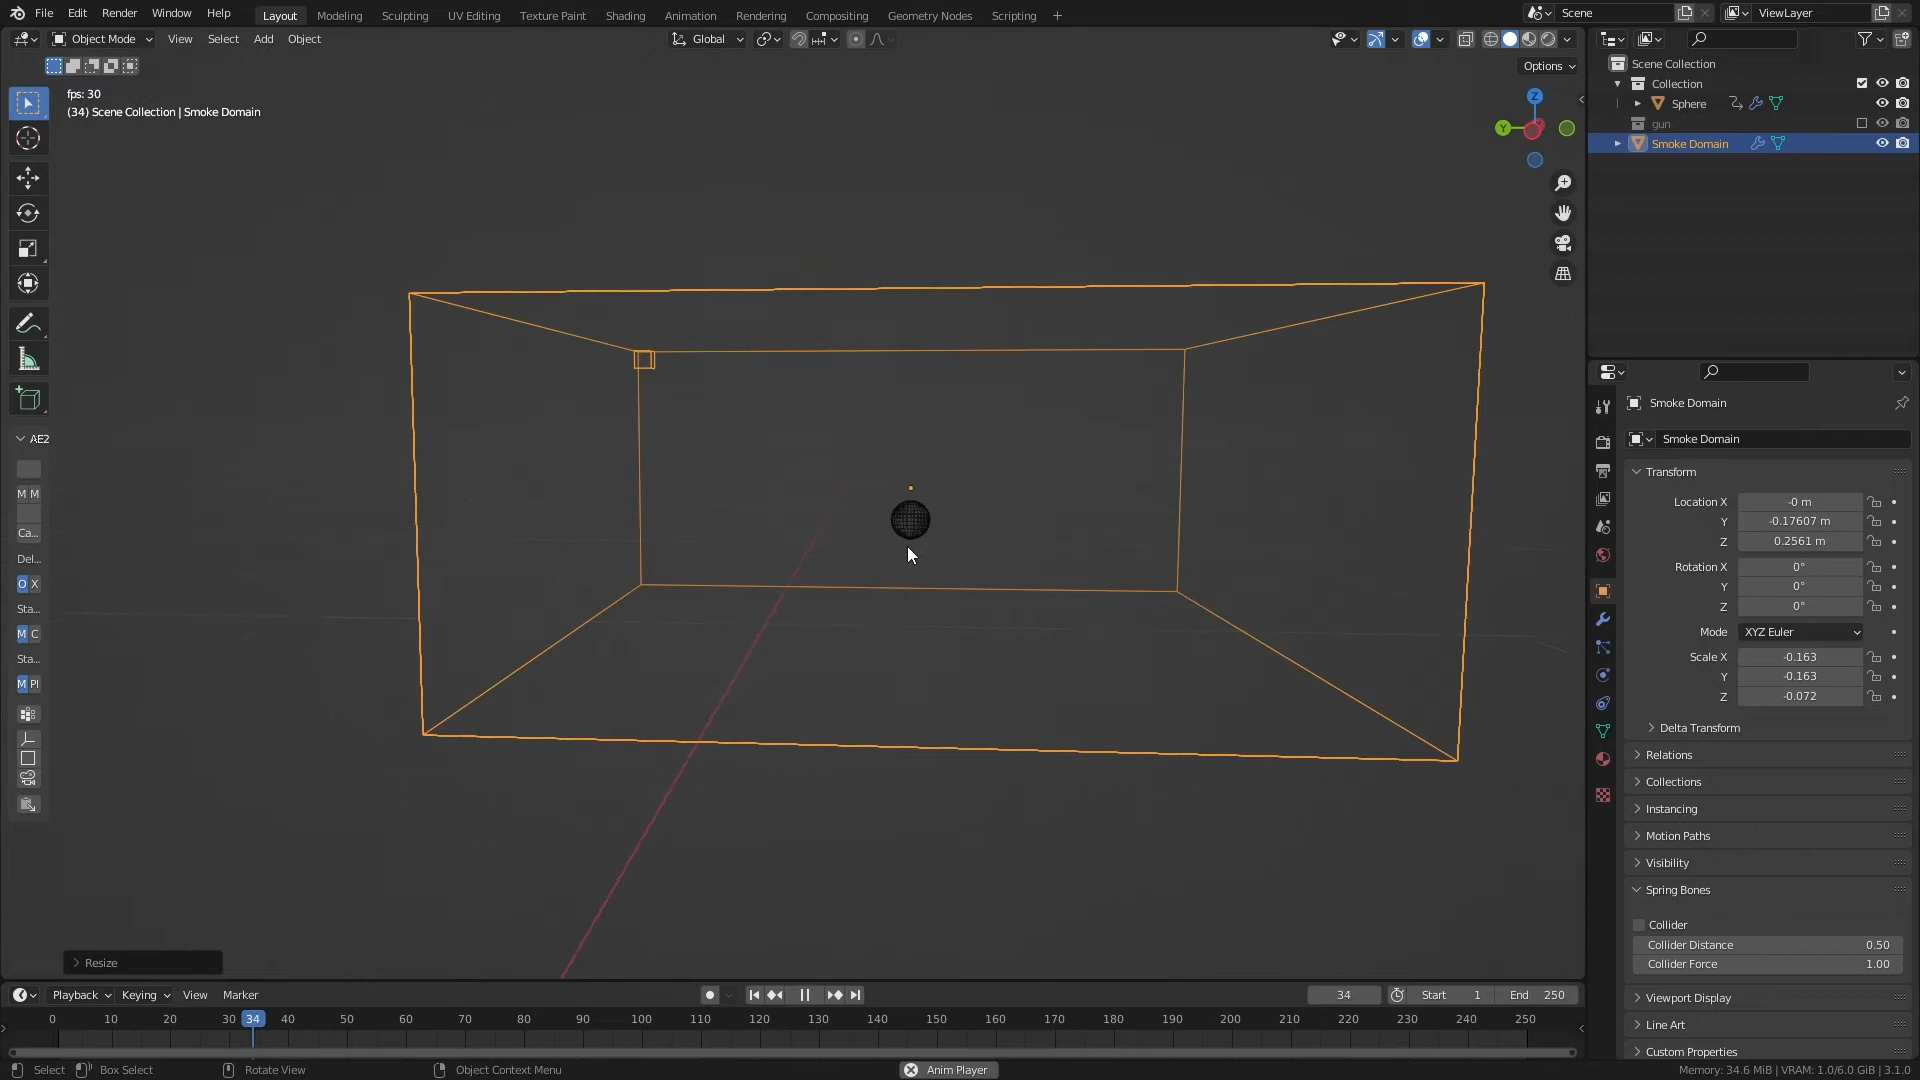 File Edit Render Window Help Layout Modeling Sculpting UV Editing Texture Paint Shading Animation Rendering Compositing Geometry Nodes Scripting + Scene ViewLayer
Object Mode View Select Add Object Global
Options
fps: 30
(34) Scene Collection | Smoke Domain
Z
Y
Scene Collection
Collection
Sphere
gun
Smoke Domain
AE2
M M
Ca...
Del...
O X
Sta...
M C
Sta...
M Pl
Smoke Domain
Smoke Domain
Transform
Location X -0 m
Y -0.17607 m
Z 0.2561 m
Rotation X 0°
Y 0°
Z 0°
Mode XYZ Euler
Scale X -0.163
Y -0.163
Z -0.072
Delta Transform
Relations
Collections
Instancing
Motion Paths
Visibility
Spring Bones
Collider
Collider Distance 0.50
Collider Force 1.00
Viewport Display
Line Art
Custom Properties
Resize
Playback Keying View Marker 34 Start 1 End 250
0 10 20 30 34 40 50 60 70 80 90 100 110 120 130 140 150 160 170 180 190 200 210 220 230 240 250
Select Box Select Rotate View Object Context Menu Anim Player Memory: 34.6 MiB | VRAM: 1.0/6.0 GiB | 3.1.0